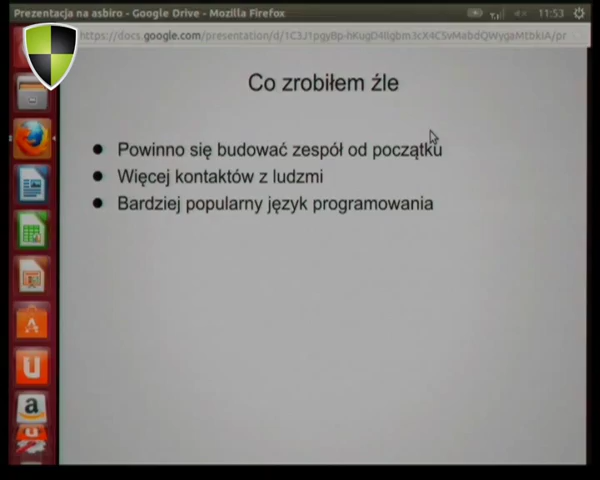 Prezentacja na asbiro - Google Drive - Mozilla Firefox
11:53
Co zrobiłem źle
Powinno się budować zespół od początku
Więcej kontaktów z ludzmi
Bardziej popularny język programowania